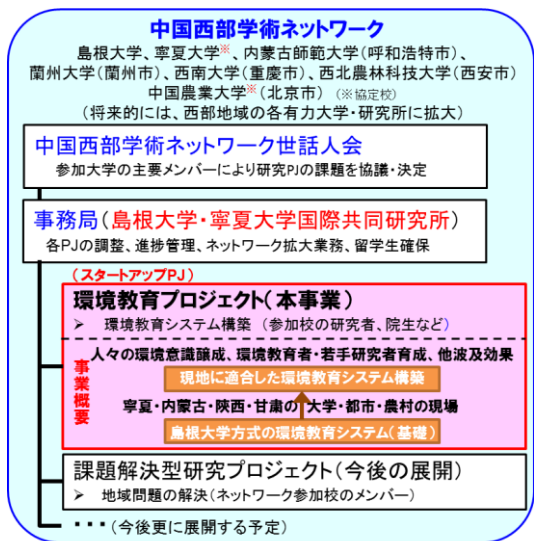 中国西部学術ネットワーク
島根大学、寧夏大学※、内蒙古師範大学(呼和浩特市)、
蘭州大学(蘭州市)、西南大学(重慶市)、西北農林科技大学(西安市)
中国農業大学※(北京市) (※協定校)
(将来的には、西部地域の各有力大学・研究所に拡大)
中国西部学術ネットワーク世話人会
参加大学の主要メンバーにより研究PJの課題を協議・決定
事務局(島根大学・寧夏大学国際共同研究所)
各PJの調整、進捗管理、ネットワーク拡大業務、留学生確保
(スタートアップPJ)
環境教育プロジェクト(本事業)
➢ 環境教育システム構築 (参加校の研究者、院生など)
事業概要
人々の環境意識醸成、環境教育者・若手研究者育成、他波及効果
現地に適合した環境教育システム構築
寧夏・内蒙古・陝西・甘粛の大学・都市・農村の現場
島根大学方式の環境教育システム(基礎)
課題解決型研究プロジェクト(今後の展開)
➢ 地域問題の解決(ネットワーク参加校のメンバー)
・・・(今後更に展開する予定)